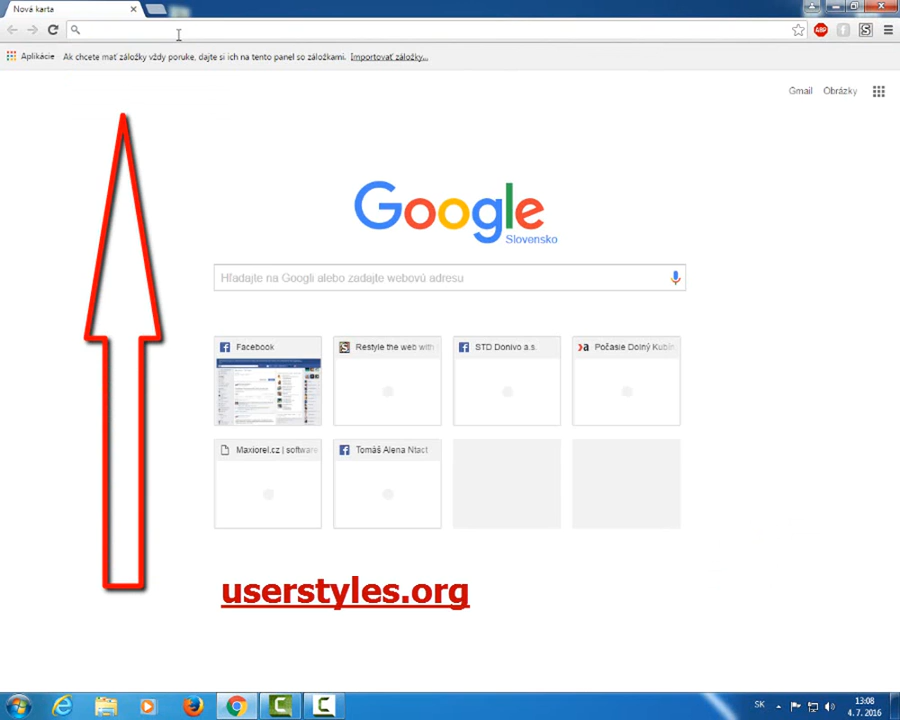 Nová karta
Aplikácie Ak chcete mať záložky vždy poruke, dajte si ich na tento panel so záložkami. Importovať záložky...
Gmail Obrázky
Google
Slovensko
Hľadajte na Googli alebo zadajte webovú adresu
Facebook
Restyle the web with
STD Donivo a.s.
Počasie Dolný Kubín,
Maxiorel.cz | software
Tomáš Alena Ntact
userstyles.org
SK
13:08
4. 7. 2016